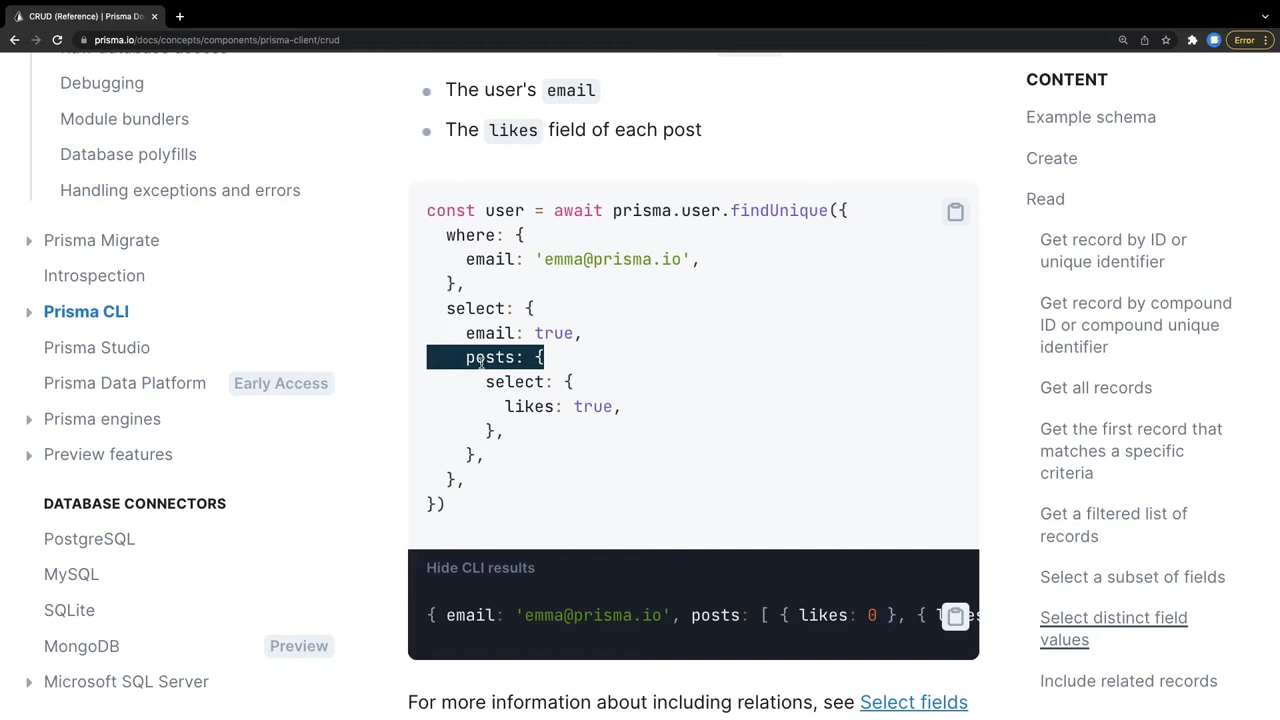 CRUD (Reference) | Prisma Do
prisma.io/docs/concepts/components/prisma-client/crud
Error
Debugging
Module bundlers
Database polyfills
Handling exceptions and errors
Prisma Migrate
Introspection
Prisma CLI
Prisma Studio
Prisma Data Platform Early Access
Prisma engines
Preview features
DATABASE CONNECTORS
PostgreSQL
MySQL
SQLite
MongoDB Preview
Microsoft SQL Server
The user's email
The likes field of each post
const user = await prisma.user.findUnique({
where: {
email: 'emma@prisma.io',
},
select: {
email: true,
posts: {
select: {
likes: true,
},
},
},
})
Hide CLI results
{ email: 'emma@prisma.io', posts: [ { likes: 0 }, {
For more information about including relations, see Select fields
CONTENT
Example schema
Create
Read
Get record by ID or
unique identifier
Get record by compound
ID or compound unique
identifier
Get all records
Get the first record that
matches a specific
criteria
Get a filtered list of
records
Select a subset of fields
Select distinct field
values
Include related records